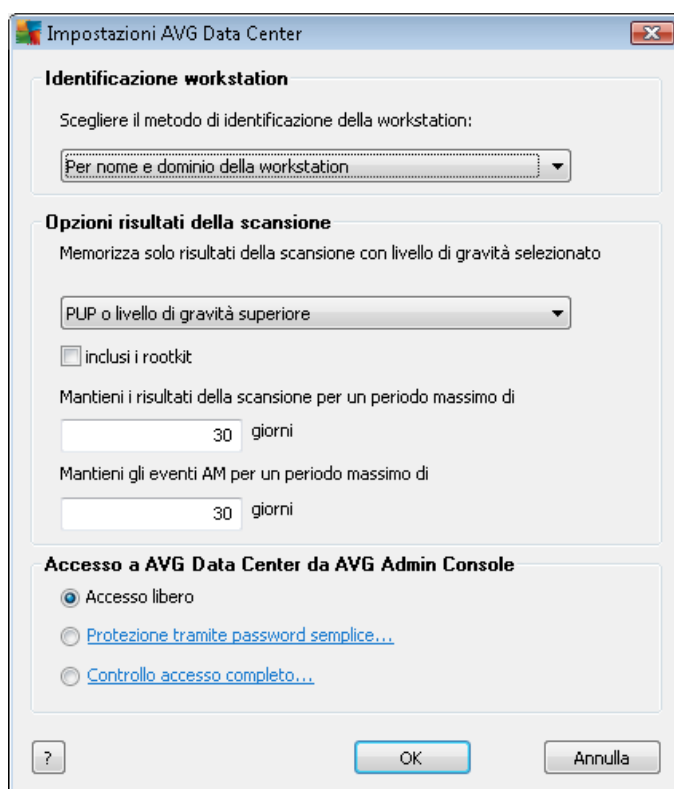 Impostazioni AVG Data Center
Identificazione workstation
Scegliere il metodo di identificazione della workstation:
Per nome e dominio della workstation
Opzioni risultati della scansione
Memorizza solo risultati della scansione con livello di gravità selezionato
PUP o livello di gravità superiore
inclusi i rootkit
Mantieni i risultati della scansione per un periodo massimo di
30 giorni
Mantieni gli eventi AM per un periodo massimo di
30 giorni
Accesso a AVG Data Center da AVG Admin Console
Accesso libero
Protezione tramite password semplice...
Controllo accesso completo...
? OK Annulla